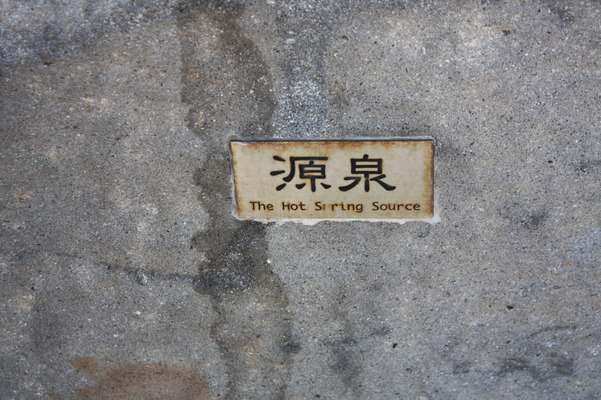 源泉
The Hot Spring Source